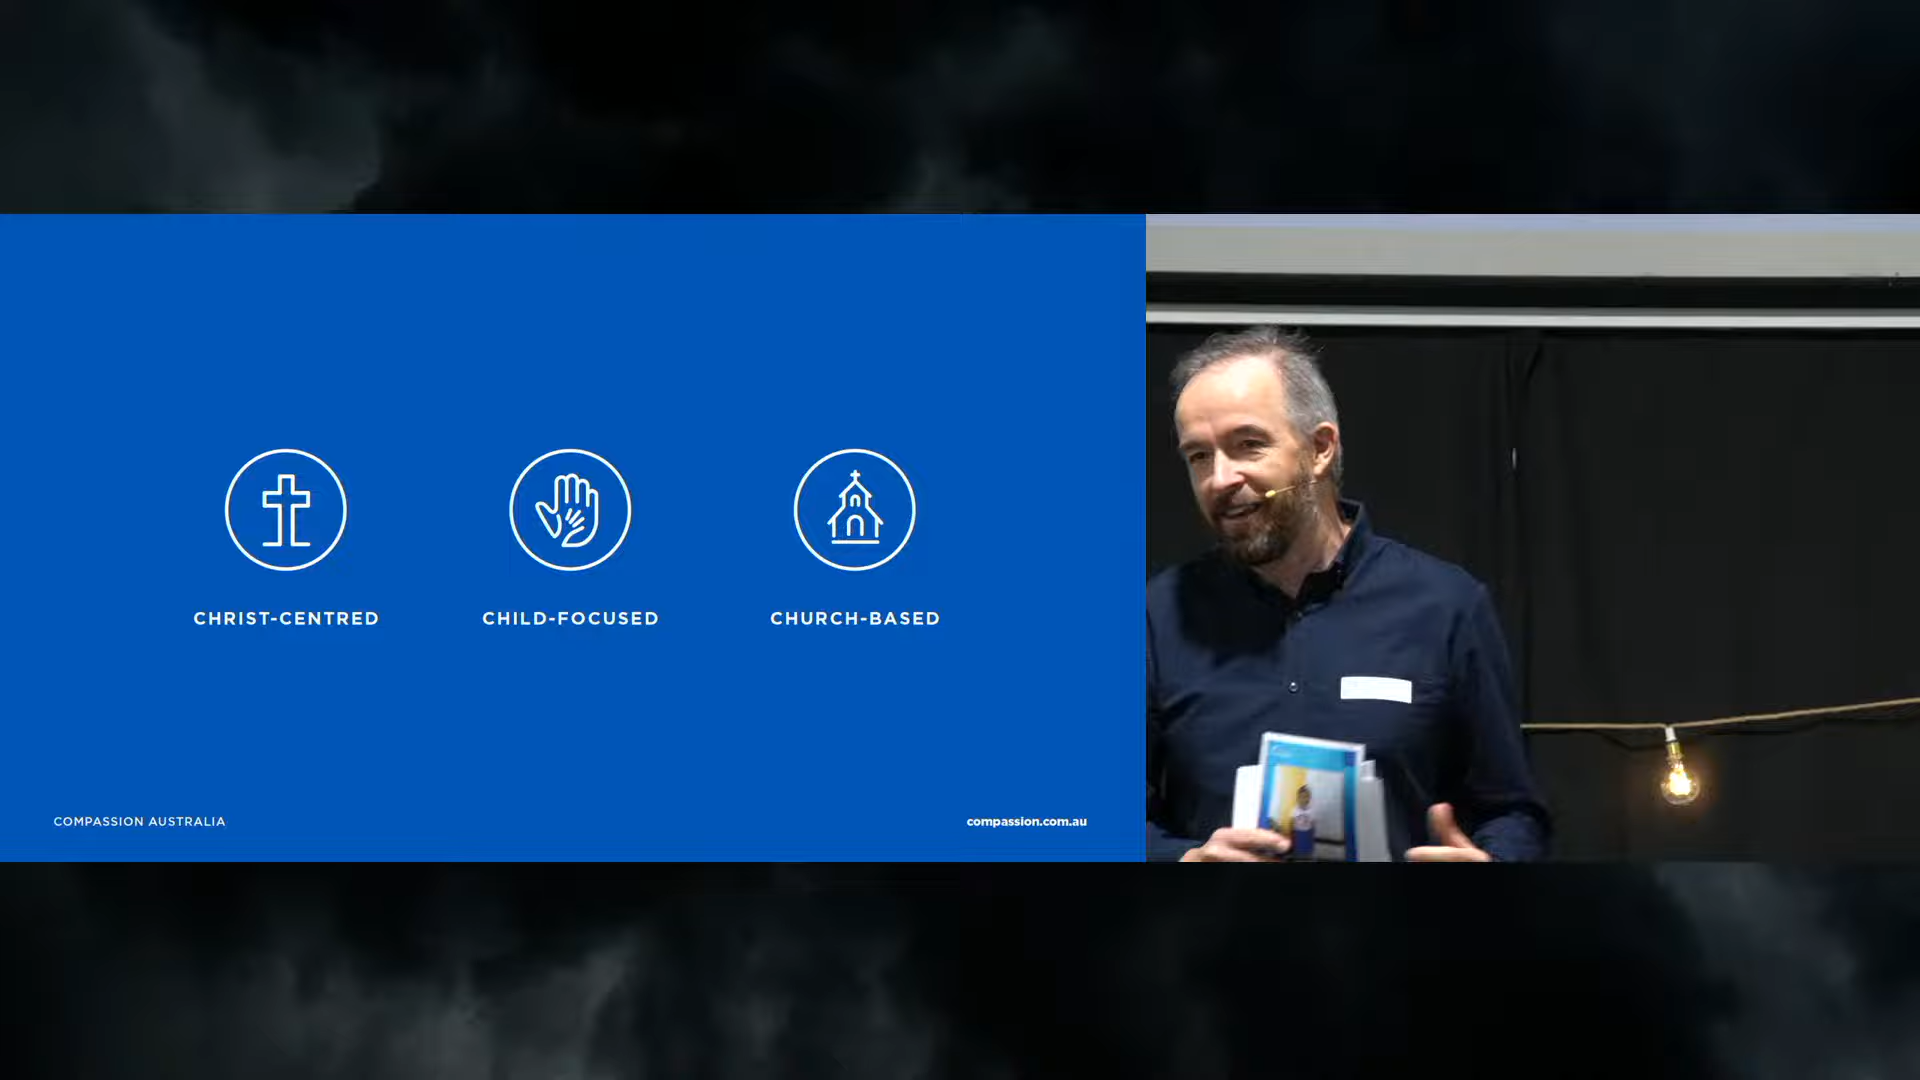 CHRIST-CENTRED
CHILD-FOCUSED
CHURCH-BASED
COMPASSION AUSTRALIA
compassion.com.au